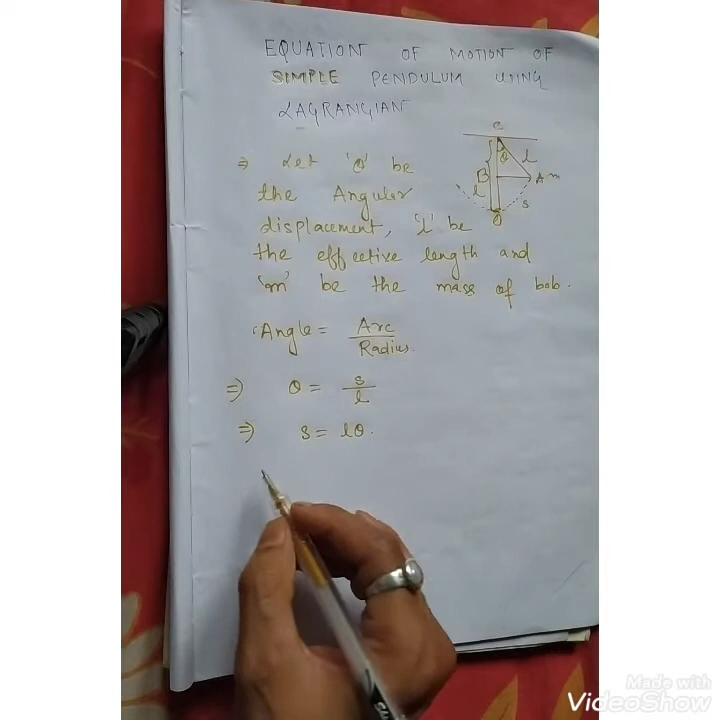 EQUATION OF MOTION OF
SIMPLE PENDULUM USING
LAGRANGIAN
C
θ l
B A m
l s
O
⇒ Let 'θ' be
the Angular
displacement, 'l' be
the effective length and
'm' be the mass of bob.
Angle = Arc
Radius.
⇒ θ = s
l
⇒ s = lθ.
Made with
VideoShow